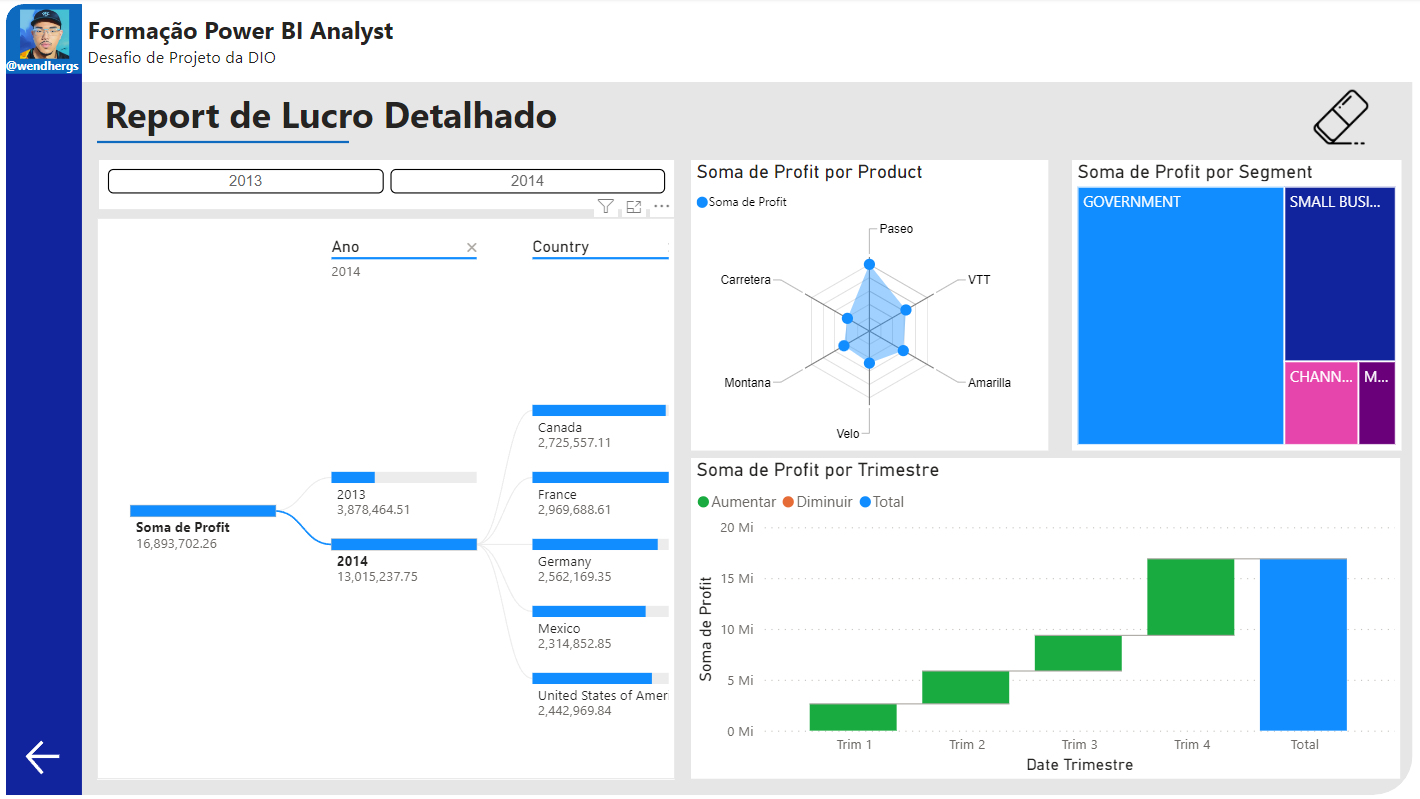 @wendhergs
Formação Power BI Analyst
Desafio de Projeto da DIO
Report de Lucro Detalhado
2013
2014
Ano
2014
Country
Soma de Profit
16,893,702.26
2013
3,878,464.51
2014
13,015,237.75
Canada
2,725,557.11
France
2,969,688.61
Germany
2,562,169.35
Mexico
2,314,852.85
United States of Amer
2,442,969.84
Soma de Profit por Product
Soma de Profit
Paseo
VTT
Amarilla
Velo
Montana
Carretera
Soma de Profit por Segment
GOVERNMENT
SMALL BUSI...
CHANN...
M...
Soma de Profit por Trimestre
Aumentar Diminuir Total
Soma de Profit
20 Mi
15 Mi
10 Mi
5 Mi
0 Mi
Trim 1 Trim 2 Trim 3 Trim 4 Total
Date Trimestre